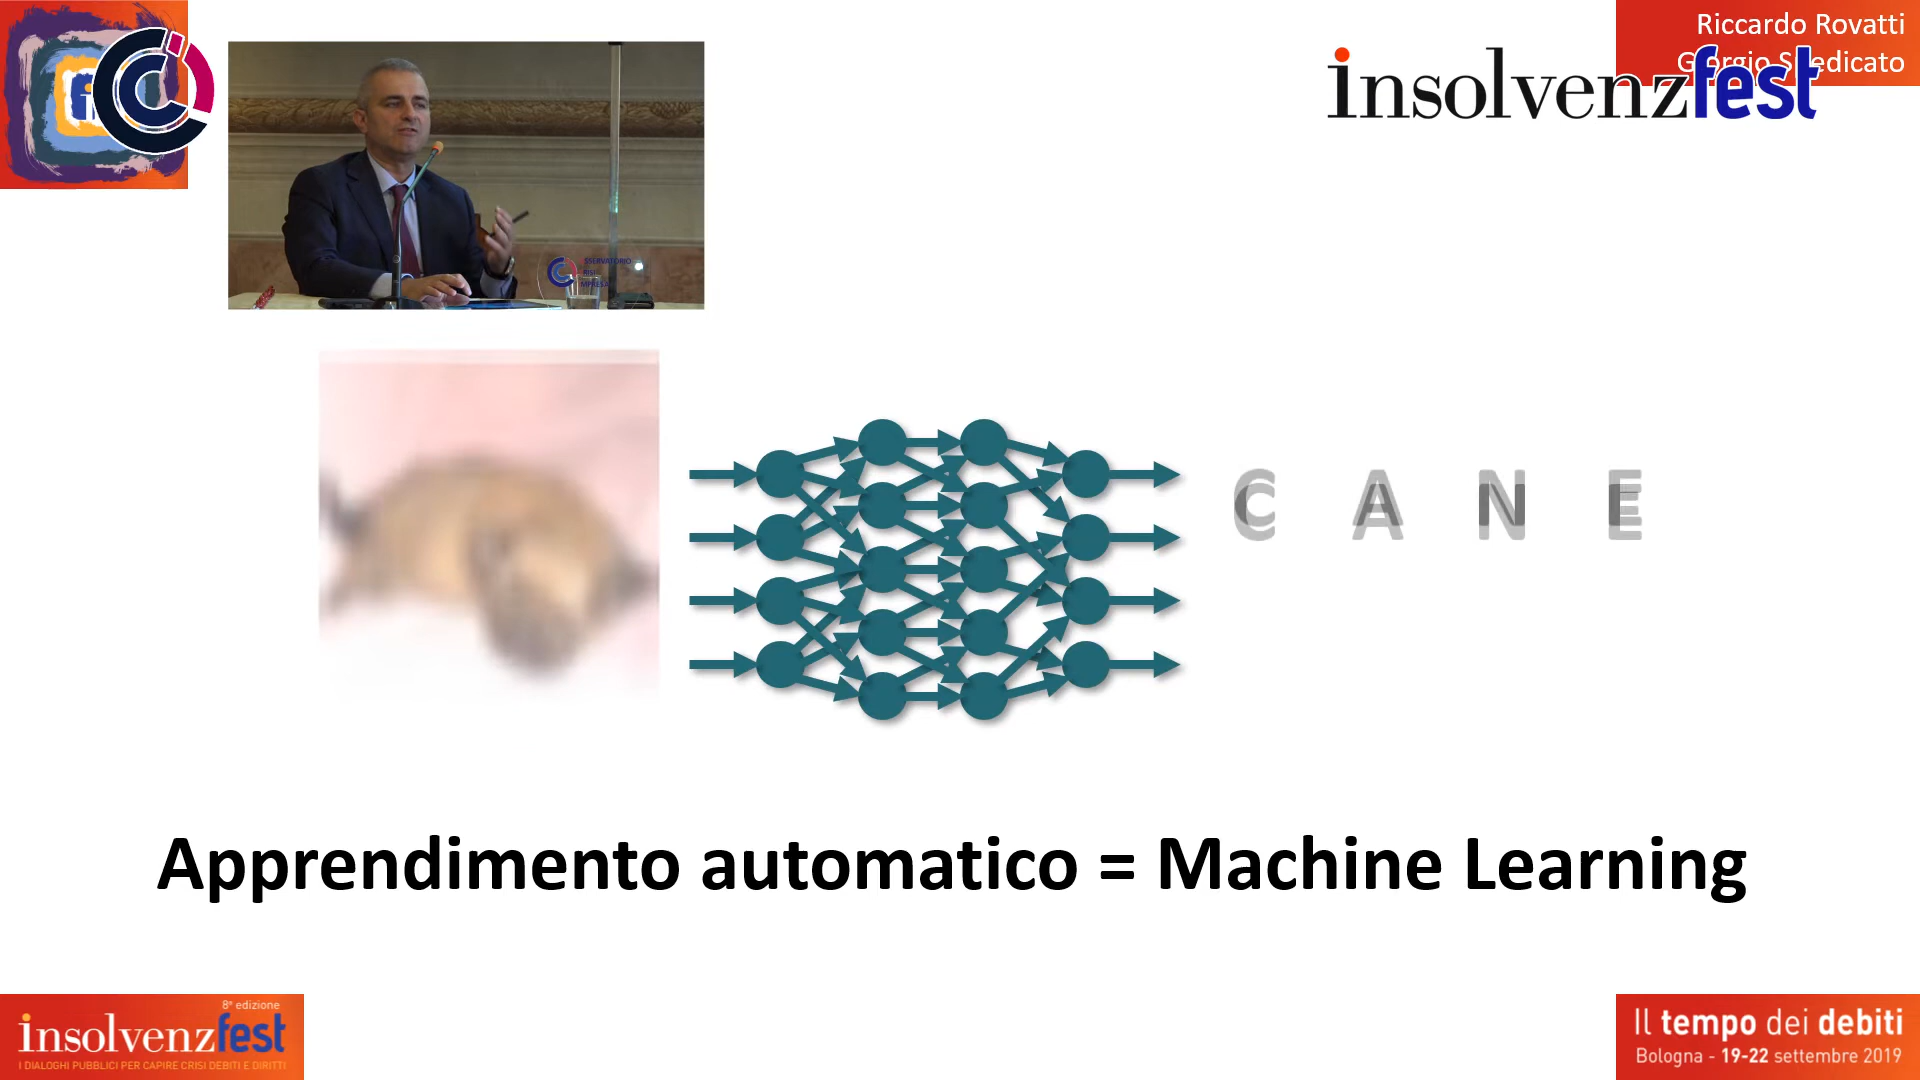 Riccardo Rovatti
insolvenzfest
C A N E
Apprendimento automatico = Machine Learning
8ª edizione
insolvenzfest
I DIALOGHI PUBBLICI PER CAPIRE CRISI DEBITI E DIRITTI
Il tempo dei debiti
Bologna - 19-22 settembre 2019